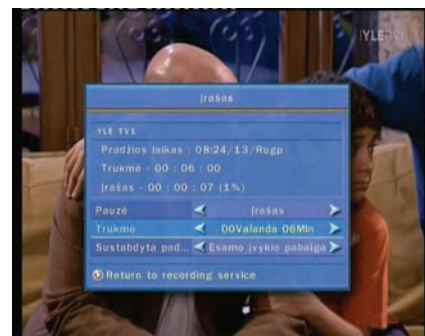 YLE TV1
Įrašas
YLE TV1
Pradžios laikas : 08:24/13/Rugp
Trukmė - 00 : 06 : 00
Įrašas - 00 : 00 : 07 (1%)
Pauzė Įrašas
Trukmė 00Valanda 06Min
Sustabdyta pad... Esamo įvykio pabaiga
Return to recording service